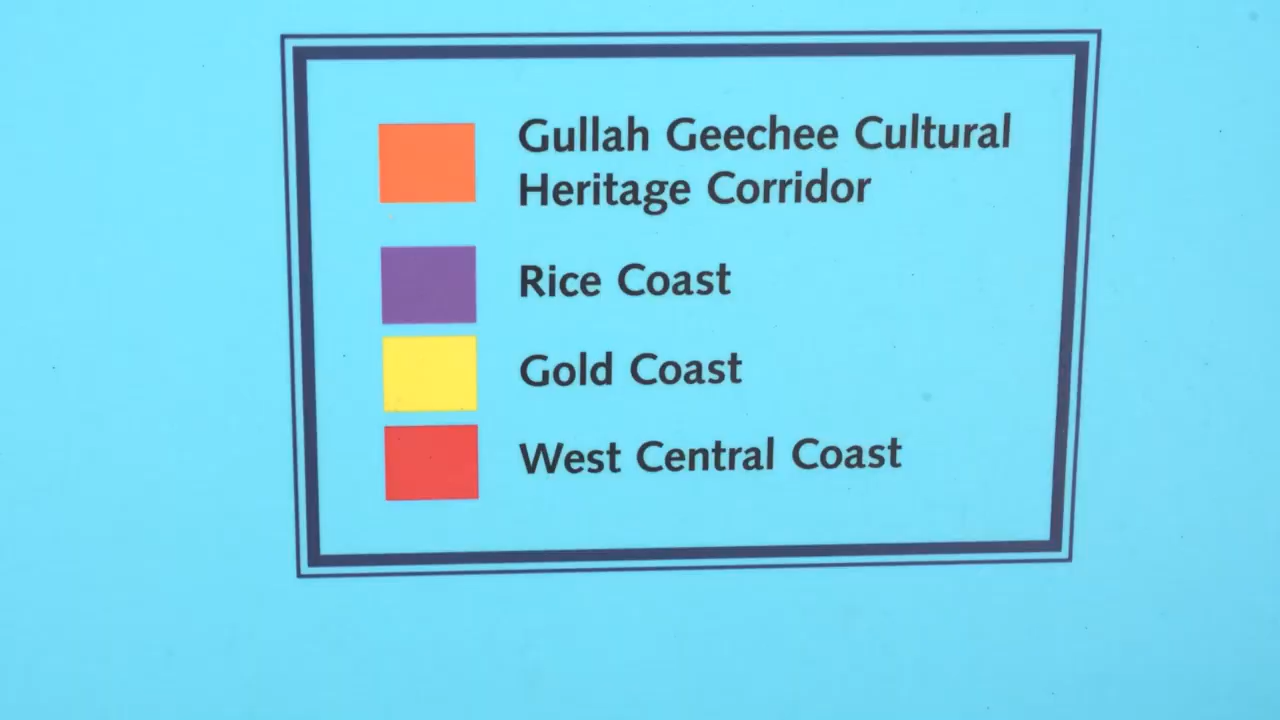 Gullah Geechee Cultural
Heritage Corridor
Rice Coast
Gold Coast
West Central Coast